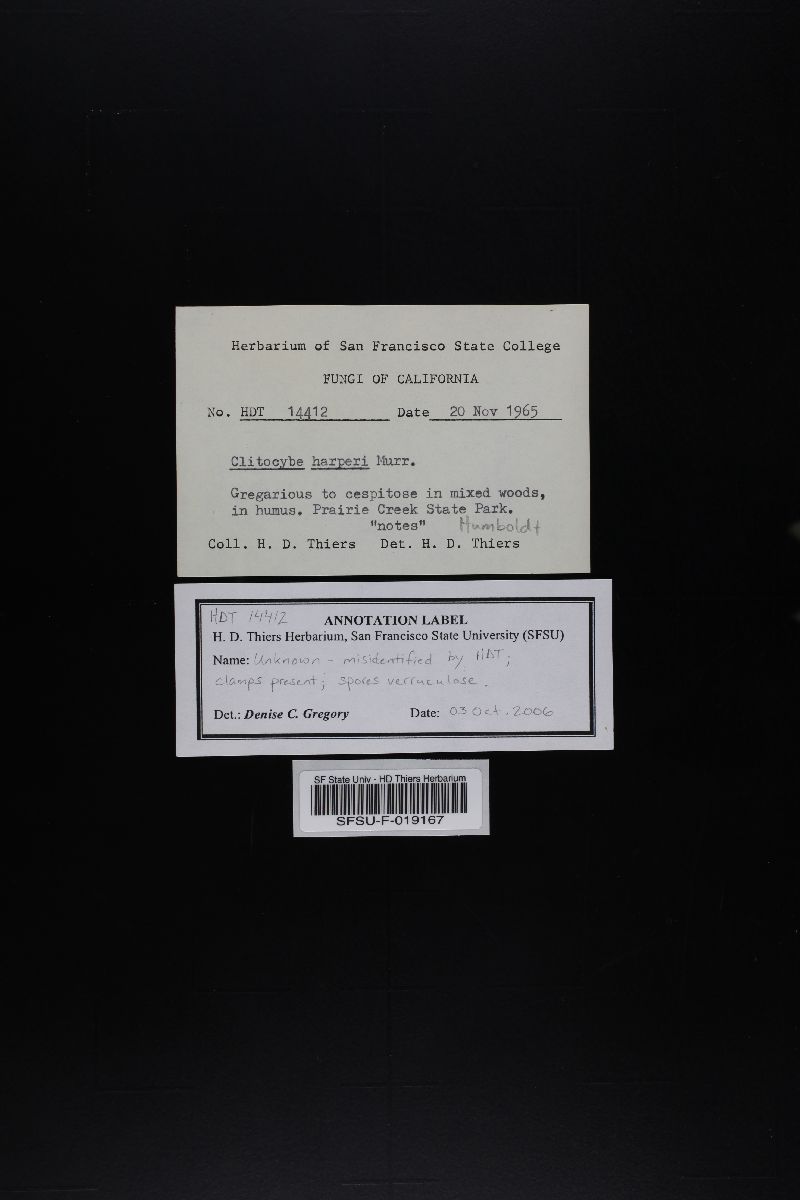 Herbarium of San Francisco State College
FUNGI OF CALIFORNIA
No. HDT 14412 Date 20 Nov 1965
Clitocybe harperi Murr.
Gregarious to cespitose in mixed woods,
in humus. Prairie Creek State Park.
"notes" Humboldt
Coll. H. D. Thiers Det. H. D. Thiers
HDT 14412 ANNOTATION LABEL
H. D. Thiers Herbarium, San Francisco State University (SFSU)
Name: Unknown - misidentified by HDT;
clamps present; spores verruculose.
Det.: Denise C. Gregory Date: 03 Oct. 2006
SF State Univ - HD Thiers Herbarium
SFSU-F-019167